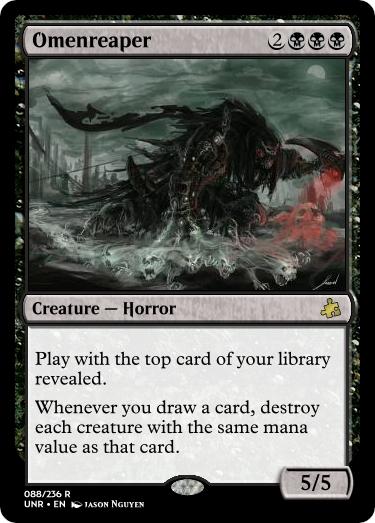 Omenreaper 2
Creature — Horror
Play with the top card of your library
revealed.
Whenever you draw a card, destroy
each creature with the same mana
value as that card.
5/5
088/236 R
UNR • EN Jason Nguyen